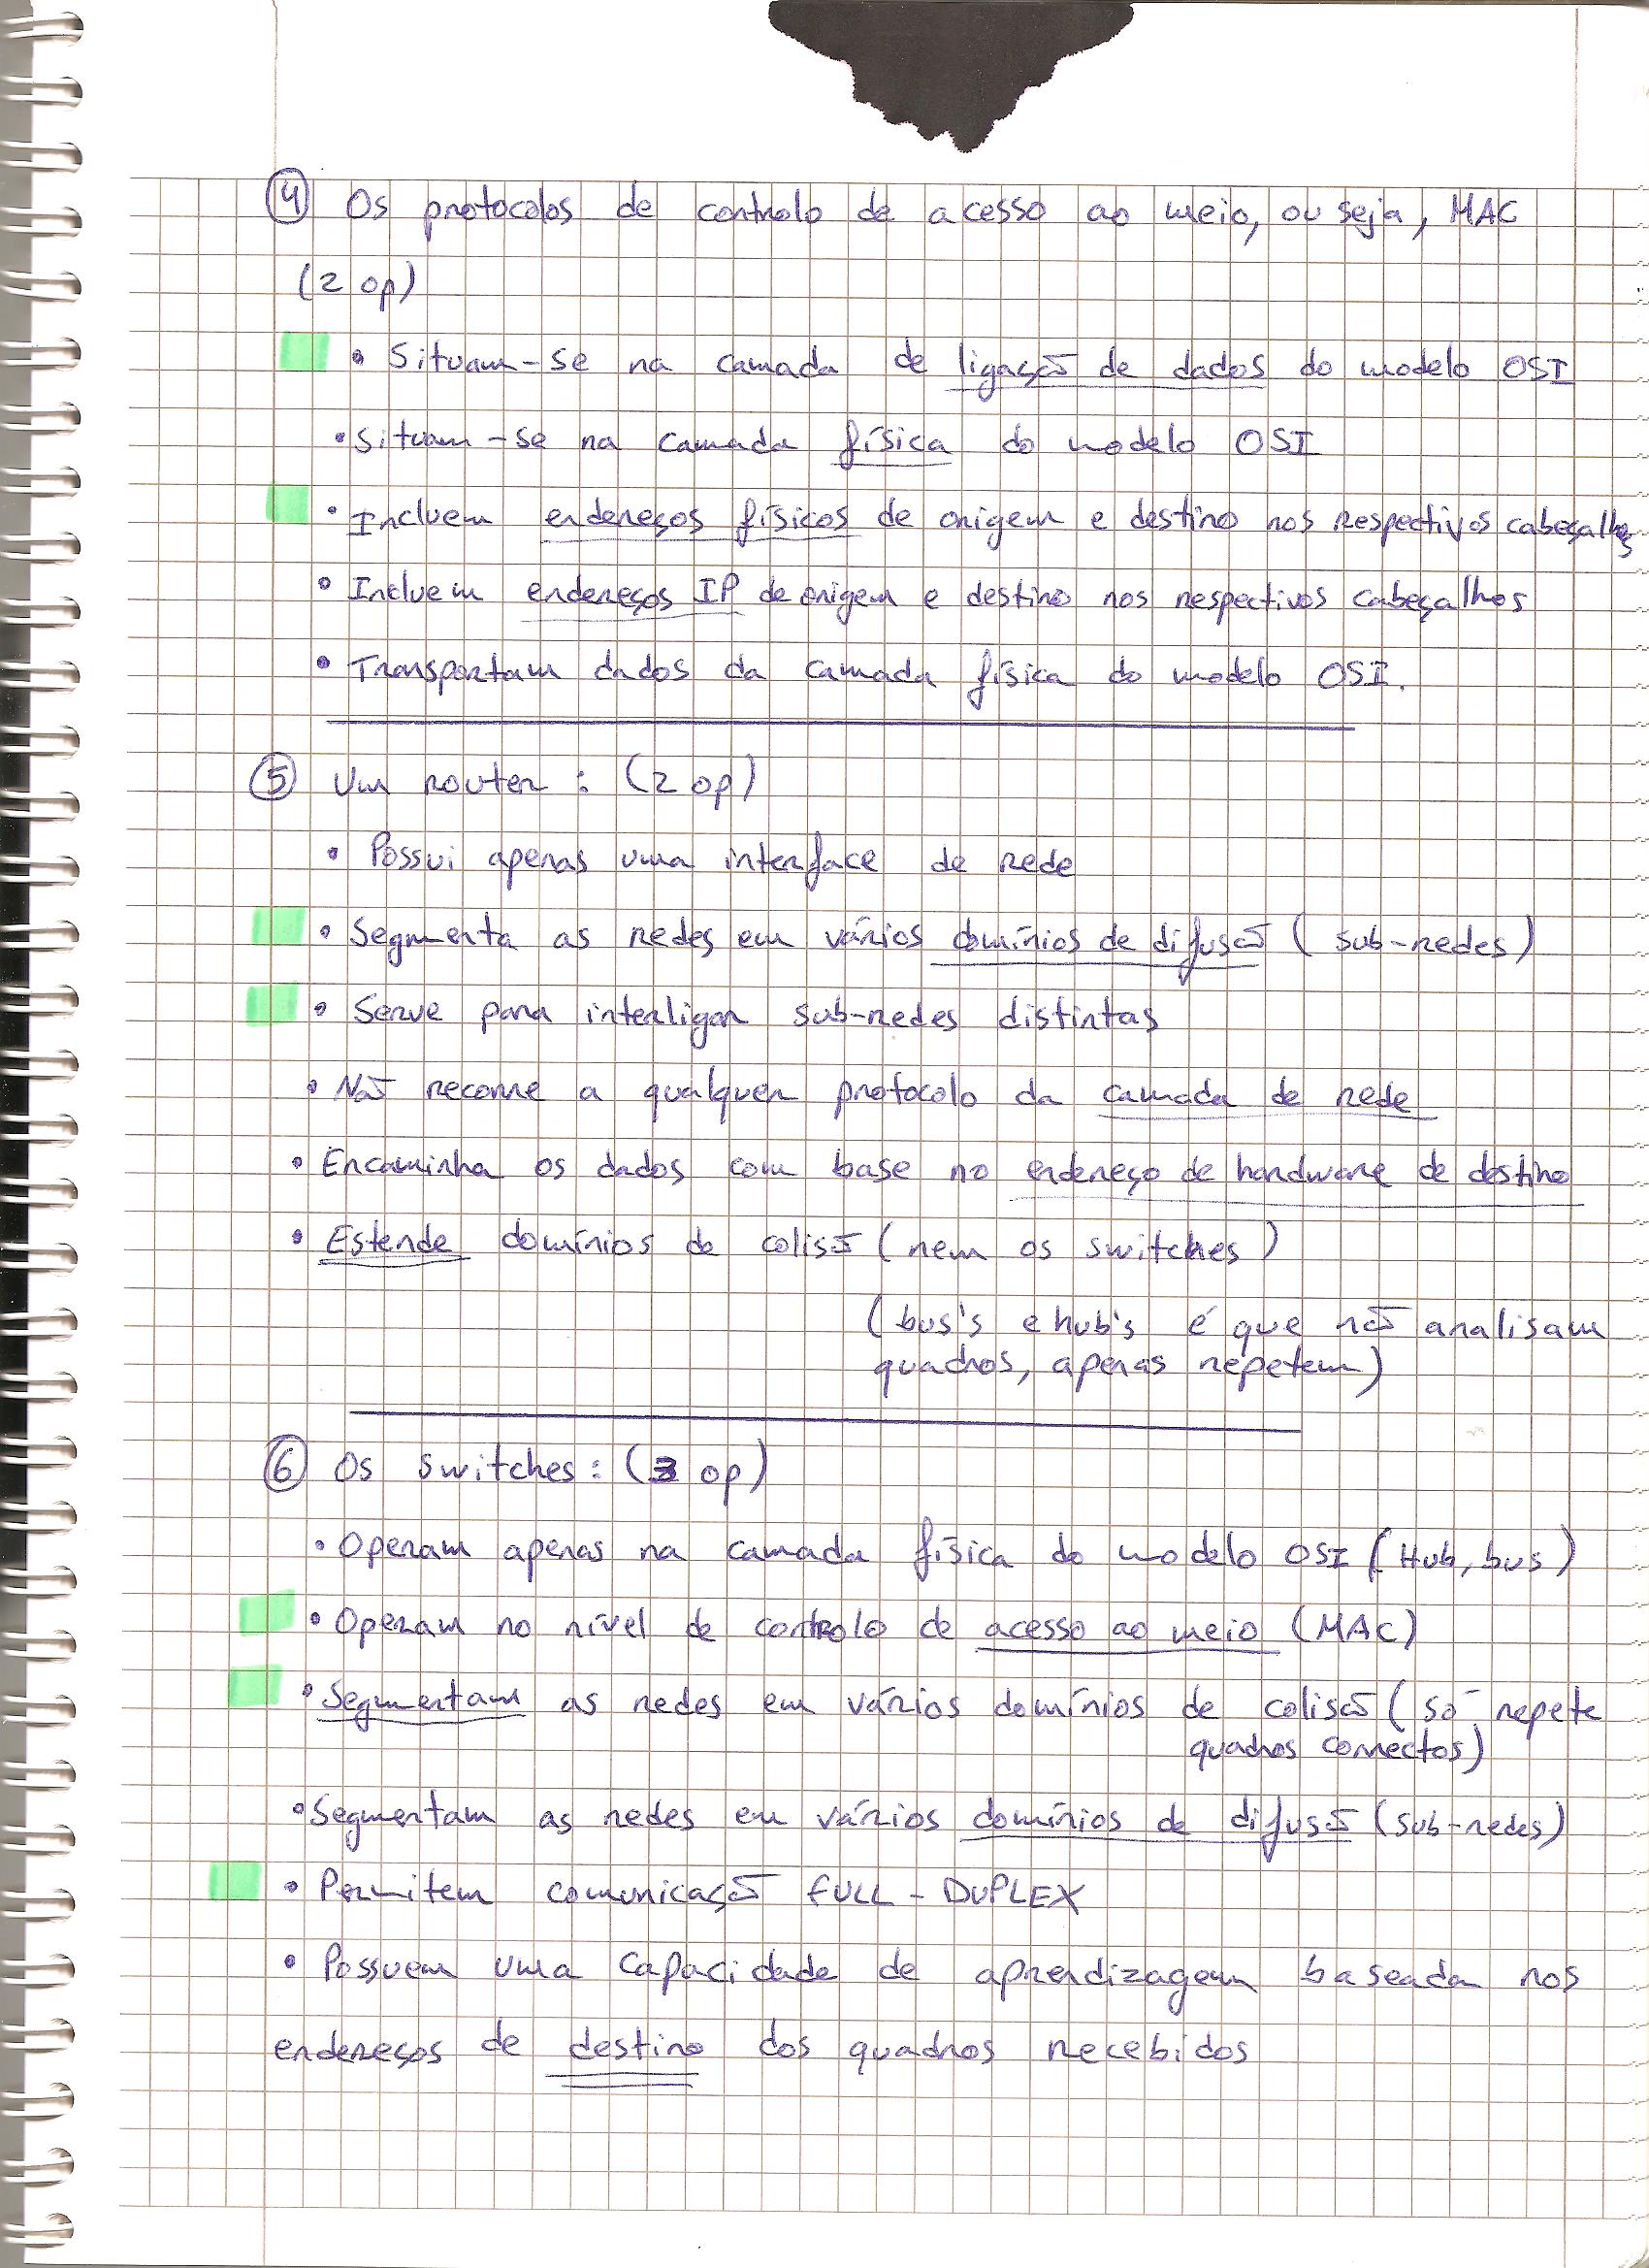 ④ Os protocolos de controlo de acesso ao meio, ou seja, MAC
(2 op)
• Situam-se na camada de ligação de dados do modelo OSI
• Situam-se na camada física do modelo OSI
• Incluem endereços físicos de origem e destino nos respectivos cabeçalhos
• Incluem endereços IP de origem e destino nos respectivos cabeçalhos
• Transportam dados da camada física do modelo OSI.
⑤ Um router: (2 op)
• Possui apenas uma interface de rede
• Segmenta as redes em vários domínios de difusão (sub-redes)
• Serve para interligar sub-redes distintas
• Não recorre a qualquer protocolo da camada de rede
• Encaminha os dados com base no endereço de hardware de destino
• Estende domínios de colisão (nem os switches)
(bus's e hub's é que não analisam
quadros, apenas repetem)
⑥ Os switches: (3 op)
• Operam apenas na camada física do modelo OSI (Hub, bus)
• Operam no nível de controlo de acesso ao meio (MAC)
• Segmentam as redes em vários domínios de colisão (só repete
quadros correctos)
• Segmentam as redes em vários domínios de difusão (sub-redes)
• Permitem comunicação FULL-DUPLEX
• Possuem uma capacidade de aprendizagem baseada nos
endereços de destino dos quadros recebidos